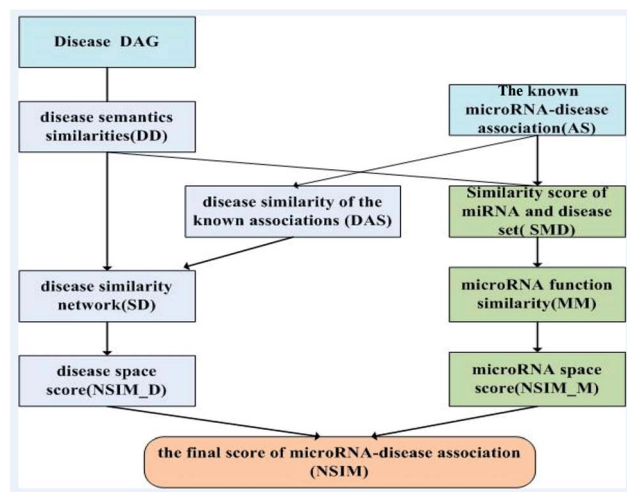 Disease DAG
The known
microRNA-disease
association(AS)
disease semantics
similarities(DD)
disease similarity of the
known associations (DAS)
Similarity score of
miRNA and disease
set( SMD)
disease similarity
network(SD)
microRNA function
similarity(MM)
disease space
score(NSIM_D)
microRNA space
score(NSIM_M)
the final score of microRNA-disease association
(NSIM)